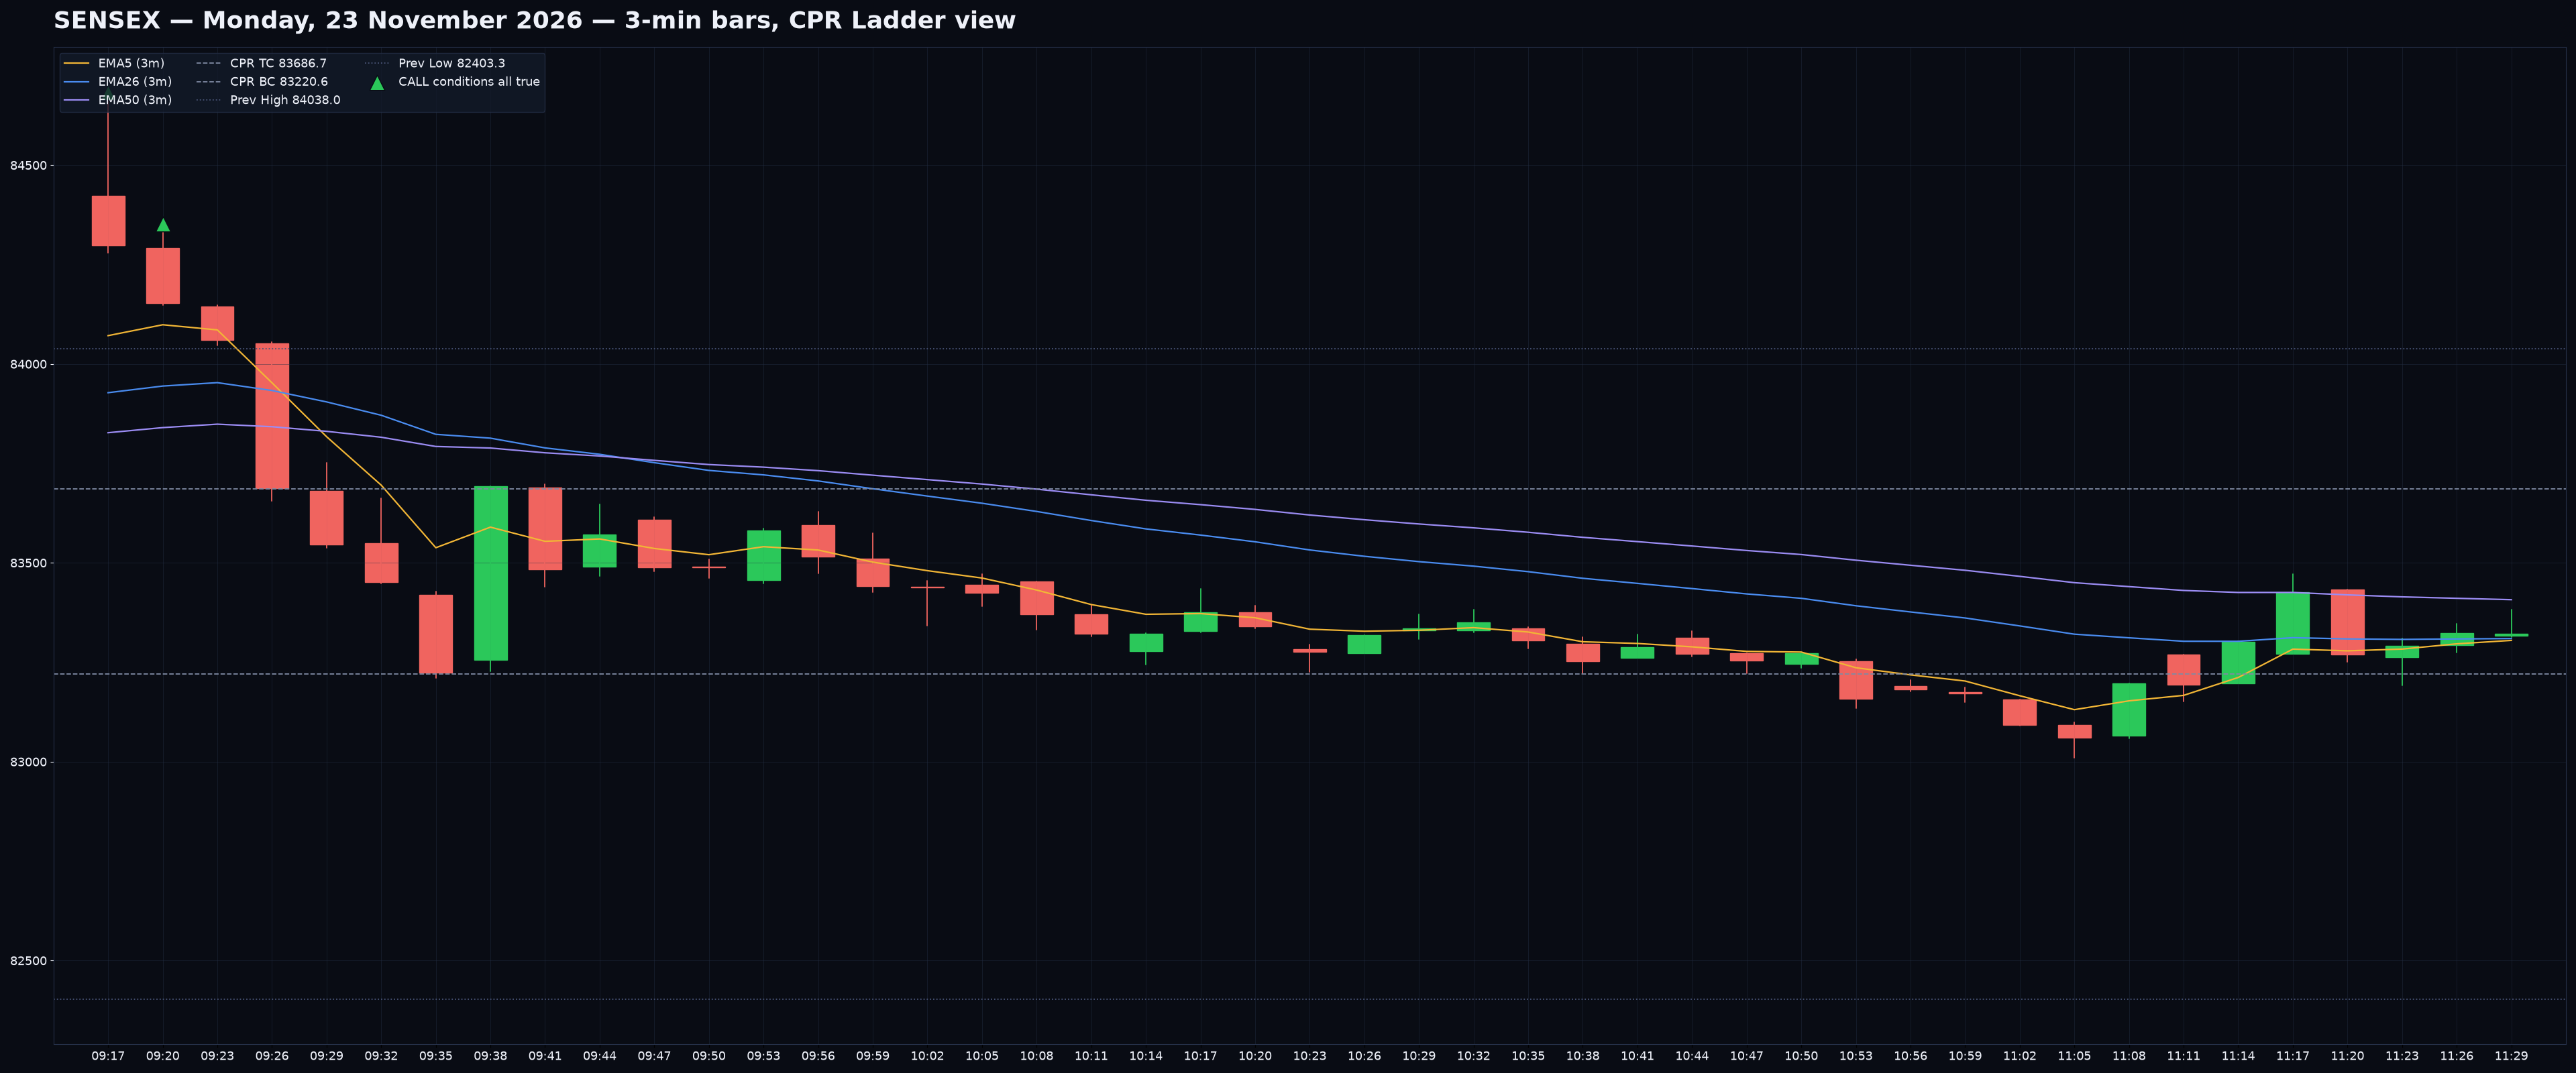 SENSEX — Monday, 23 November 2026 — 3-min bars, CPR Ladder view
EMA5 (3m)
EMA26 (3m)
EMA50 (3m)
CPR TC 83686.7
CPR BC 83220.6
Prev High 84038.0
Prev Low 82403.3
CALL conditions all true
84500
84000
83500
83000
82500
09:17 09:20 09:23 09:26 09:29 09:32 09:35 09:38 09:41 09:44 09:47 09:50 09:53 09:56 09:59 10:02 10:05 10:08 10:11 10:14 10:17 10:20 10:23 10:26 10:29 10:32 10:35 10:38 10:41 10:44 10:47 10:50 10:53 10:56 10:59 11:02 11:05 11:08 11:11 11:14 11:17 11:20 11:23 11:26 11:29